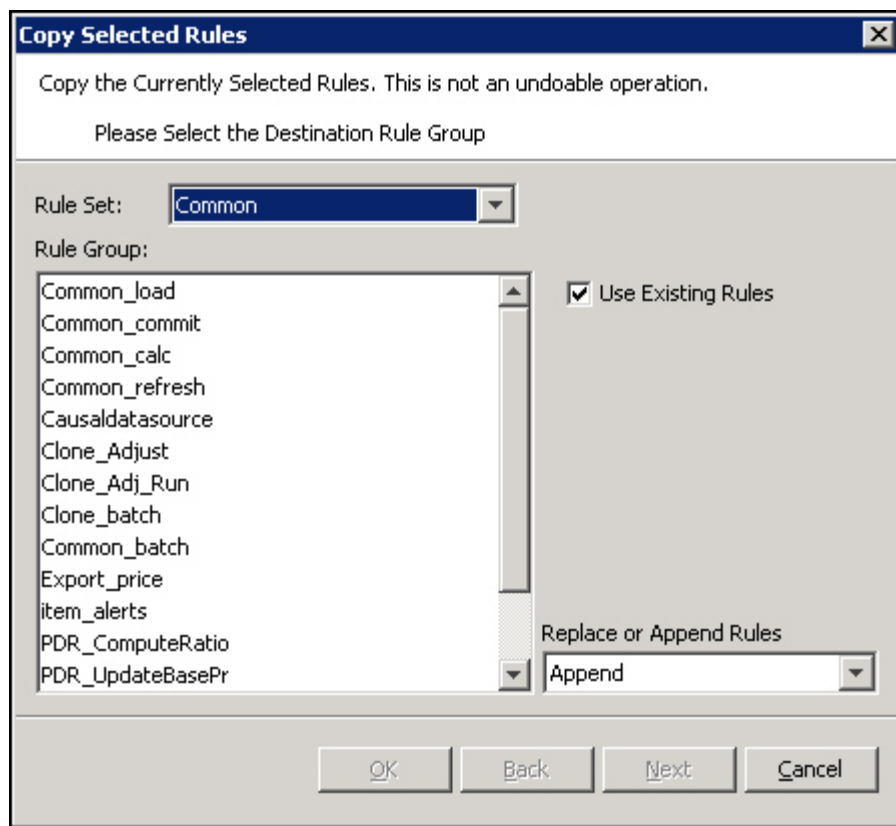 Copy Selected Rules
Copy the Currently Selected Rules. This is not an undoable operation.
Please Select the Destination Rule Group
Rule Set: Common
Rule Group:
Common_load
Common_commit
Common_calc
Common_refresh
Causaldatasource
Clone_Adjust
Clone_Adj_Run
Clone_batch
Common_batch
Export_price
item_alerts
PDR_ComputeRatio
PDR_UpdateBasePr
Use Existing Rules
Replace or Append Rules
Append
OK Back Next Cancel